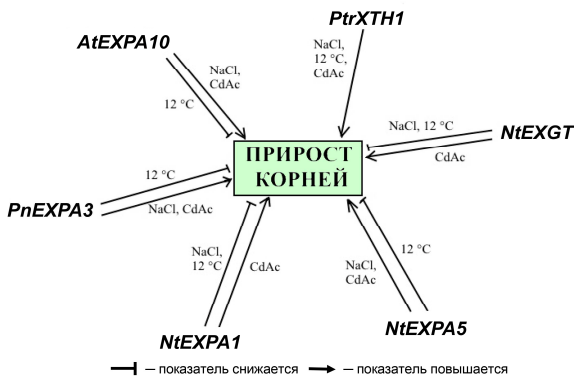 PtrXTH1
AtEXPA10
NaCl,
12 °C,
CdAc
NaCl,
CdAc
12 °C
NaCl, 12 °C
NtEXGT
CdAc
ПРИРОСТ
КОРНЕЙ
12 °C
PnEXPA3
NaCl, CdAc
NaCl,
12 °C
CdAc
12 °C
NaCl,
CdAc
NtEXPA1
NtEXPA5
– показатель снижается
– показатель повышается